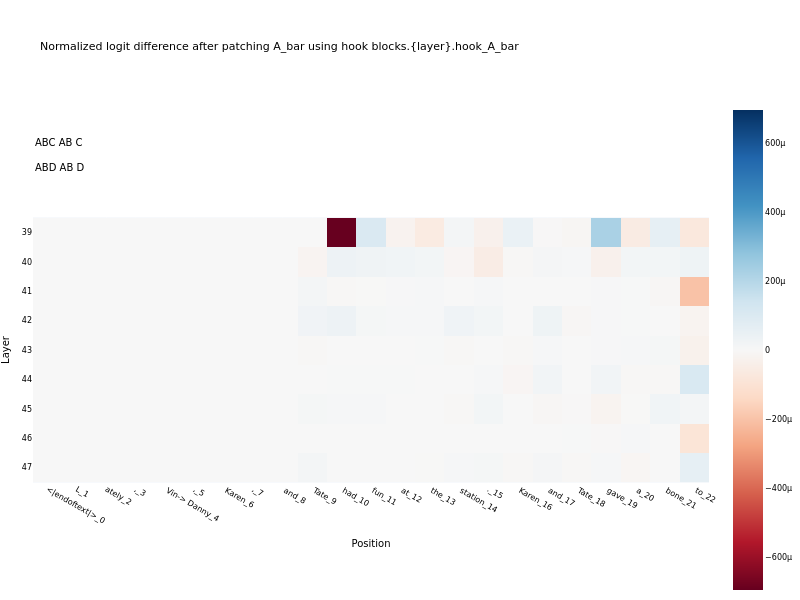 Normalized logit difference after patching A_bar using hook blocks.{layer}.hook_A_bar
ABC AB C
ABD AB D
600μ
400μ
200μ
0
−200μ
−400μ
−600μ
Layer
39
40
41
42
43
44
45
46
47
<|endoftext|>_0
L_1
ately_2
,_3
Vin-> Danny_4
,_5
Karen_6
,_7
and_8
Tate_9
had_10
fun_11
at_12
the_13
station_14
._15
Karen_16
and_17
Tate_18
gave_19
a_20
bone_21
to_22
Position